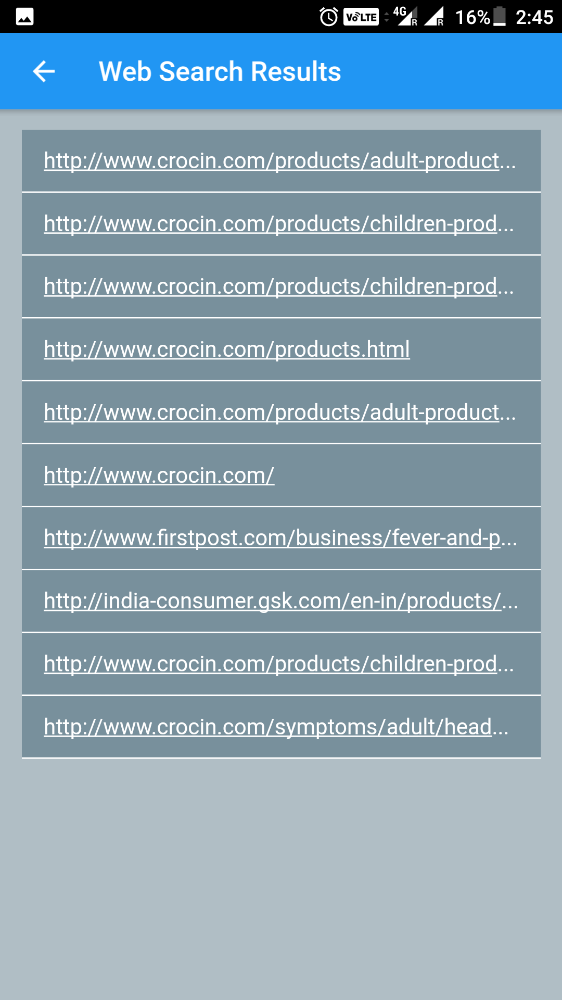 VoLTE 4G R R 16% 2:45
Web Search Results
http://www.crocin.com/products/adult-product...
http://www.crocin.com/products/children-prod...
http://www.crocin.com/products/children-prod...
http://www.crocin.com/products.html
http://www.crocin.com/products/adult-product...
http://www.crocin.com/
http://www.firstpost.com/business/fever-and-p...
http://india-consumer.gsk.com/en-in/products/...
http://www.crocin.com/products/children-prod...
http://www.crocin.com/symptoms/adult/head...